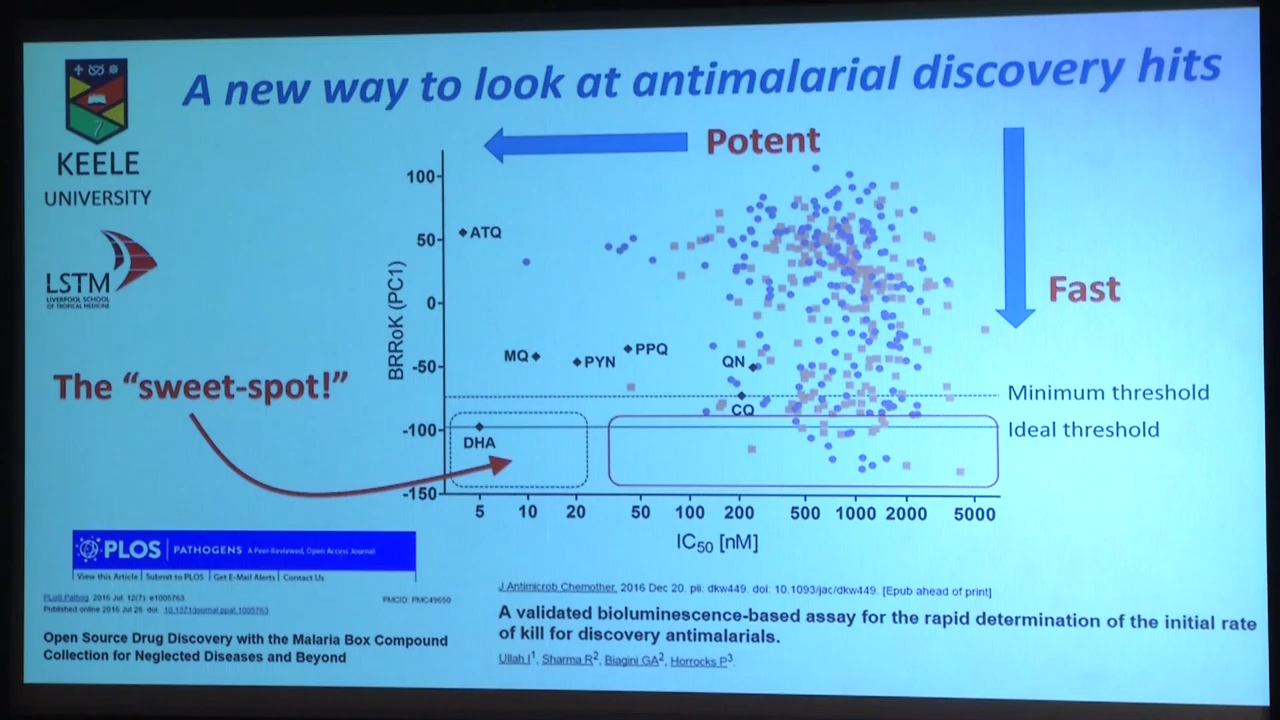 A new way to look at antimalarial discovery hits
KEELE
UNIVERSITY
LSTM
LIVERPOOL SCHOOL
OF TROPICAL MEDICINE
Potent
Fast
The “sweet-spot!”
BRRoK (PC1)
100
50
0
-50
-100
-150
ATQ
MQ
PYN
PPQ
QN
CQ
DHA
Minimum threshold
Ideal threshold
5 10 20 50 100 200 500 1000 2000 5000
IC50 [nM]
PLOS PATHOGENS A Peer-Reviewed, Open Access Journal
View this Article Submit to PLOS Get E-Mail Alerts Contact Us
PLoS Pathog. 2016 Jul 12(7): e1005763.
PMCID: PMC49650
Published online 2016 Jul 28. doi: 10.1371/journal.ppat.1005763
Open Source Drug Discovery with the Malaria Box Compound
Collection for Neglected Diseases and Beyond
J Antimicrob Chemother. 2016 Dec 20. pii: dkw449. doi: 10.1093/jac/dkw449. [Epub ahead of print]
A validated bioluminescence-based assay for the rapid determination of the initial rate
of kill for discovery antimalarials.
Ullah I1, Sharma R2, Biagini GA2, Horrocks P3.